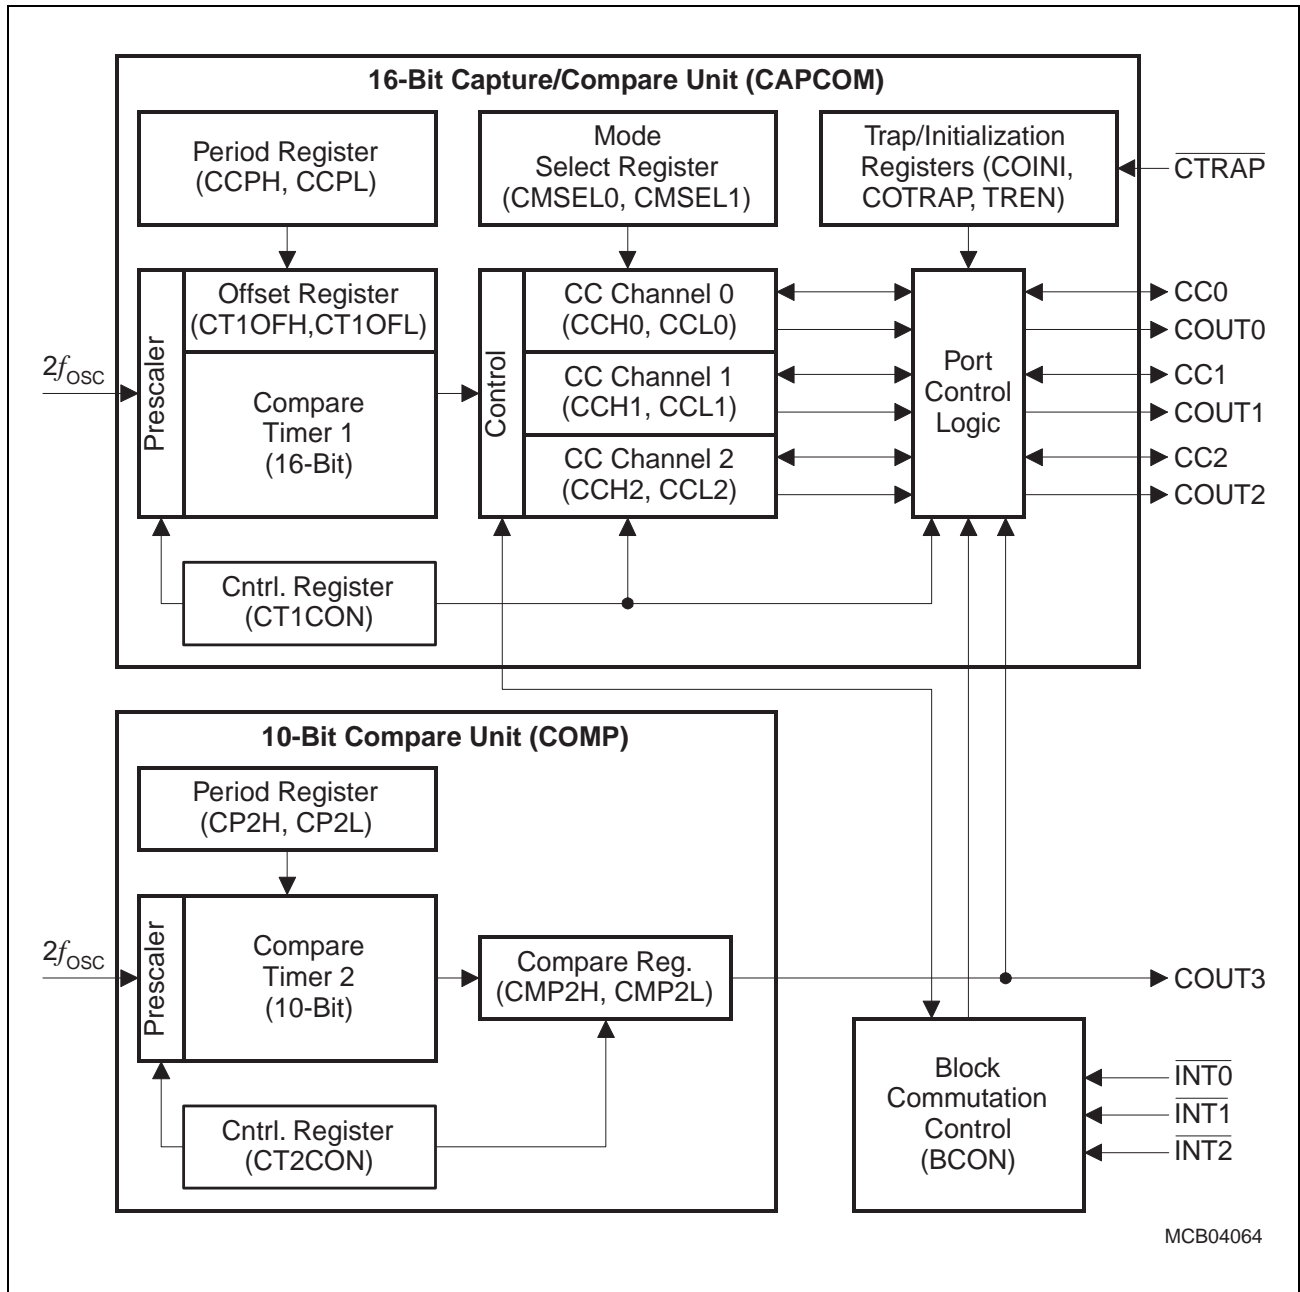 16-Bit Capture/Compare Unit (CAPCOM)
Period Register
(CCPH, CCPL)
Mode
Select Register
(CMSEL0, CMSEL1)
Trap/Initialization
Registers (COINI,
COTRAP, TREN)
CTRAP
Prescaler
Offset Register
(CT1OFH,CT1OFL)
Compare
Timer 1
(16-Bit)
2fOSC
Control
CC Channel 0
(CCH0, CCL0)
CC Channel 1
(CCH1, CCL1)
CC Channel 2
(CCH2, CCL2)
Port
Control
Logic
CC0
COUT0
CC1
COUT1
CC2
COUT2
Cntrl. Register
(CT1CON)
10-Bit Compare Unit (COMP)
Period Register
(CP2H, CP2L)
2fOSC
Prescaler
Compare
Timer 2
(10-Bit)
Compare Reg.
(CMP2H, CMP2L)
COUT3
Cntrl. Register
(CT2CON)
Block
Commutation
Control
(BCON)
INT0
INT1
INT2
MCB04064